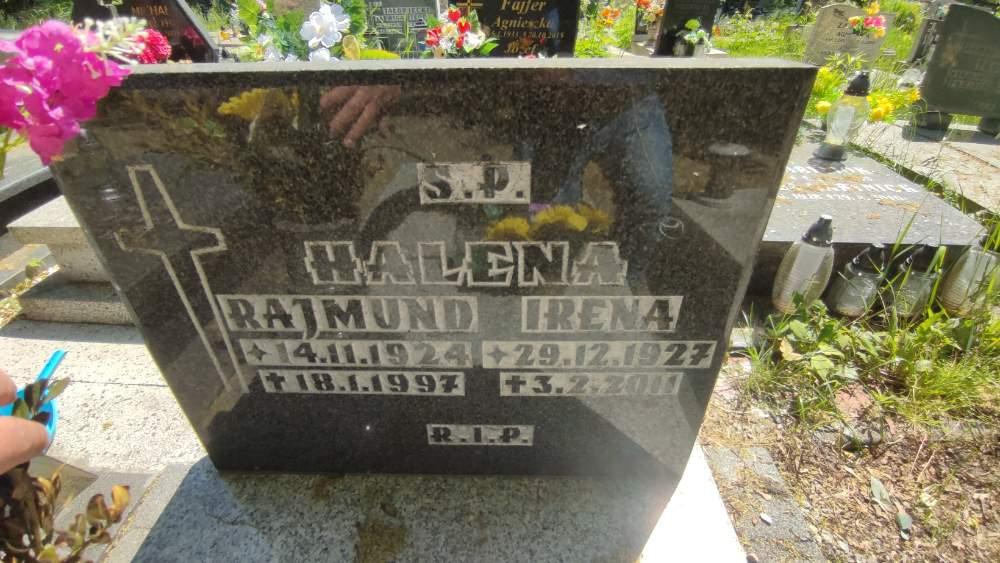 Fajfer
Agnieszka
Ś.P.
HALENA
RAJMUND IRENA
14.11.1924 29.12.1927
18.1.1997 3.2.2011
R.I.P.